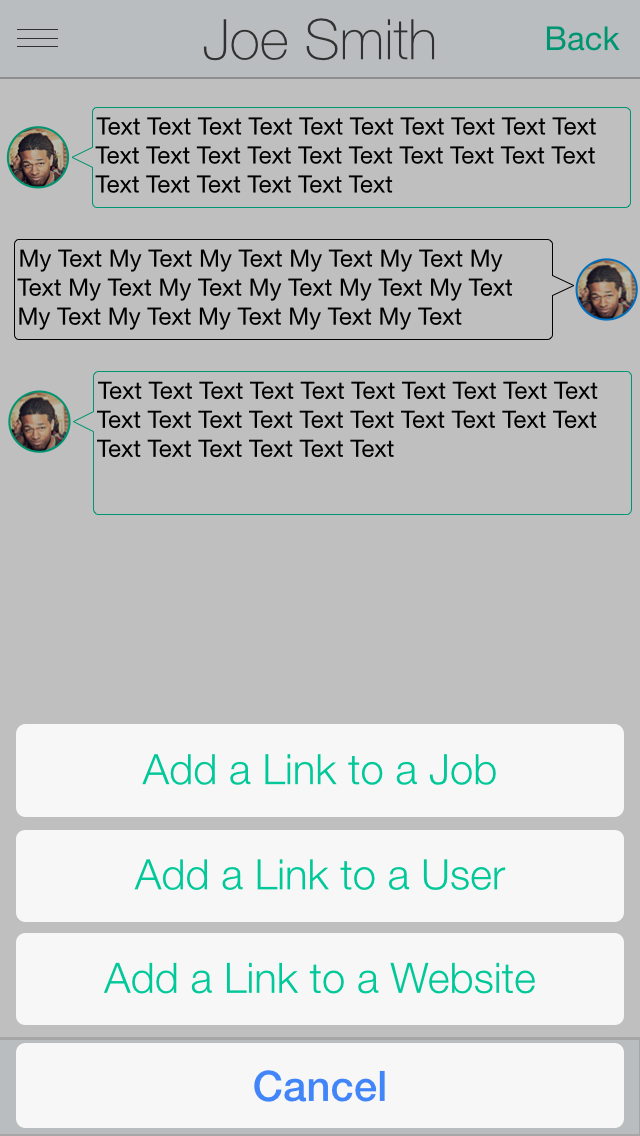 Joe Smith
Back
Text Text Text Text Text Text Text Text Text Text
Text Text Text Text Text Text Text Text Text Text
Text Text Text Text Text Text
My Text My Text My Text My Text My Text My
Text My Text My Text My Text My Text My Text
My Text My Text My Text My Text My Text
Text Text Text Text Text Text Text Text Text Text
Text Text Text Text Text Text Text Text Text Text
Text Text Text Text Text Text
Add a Link to a Job
Add a Link to a User
Add a Link to a Website
Cancel